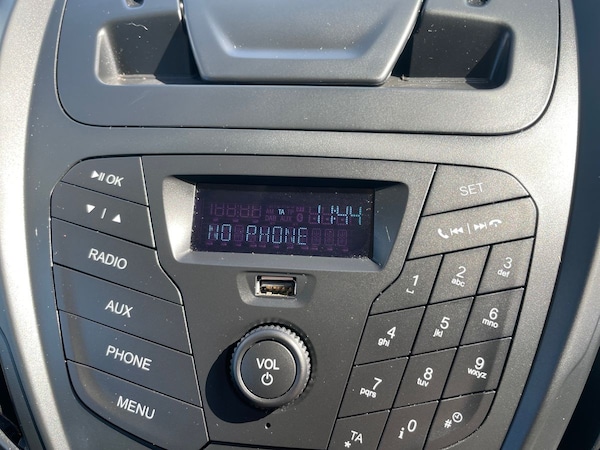 ▶II OK
▼ / ▲
RADIO
AUX
PHONE
MENU
TA 11:44
NO PHONE
VOL
SET
I◀◀ I ▶▶I
1 2 abc 3 def
4 ghi 5 jkl 6 mno
7 pqrs 8 tuv 9 wxyz
TA * i 0 #